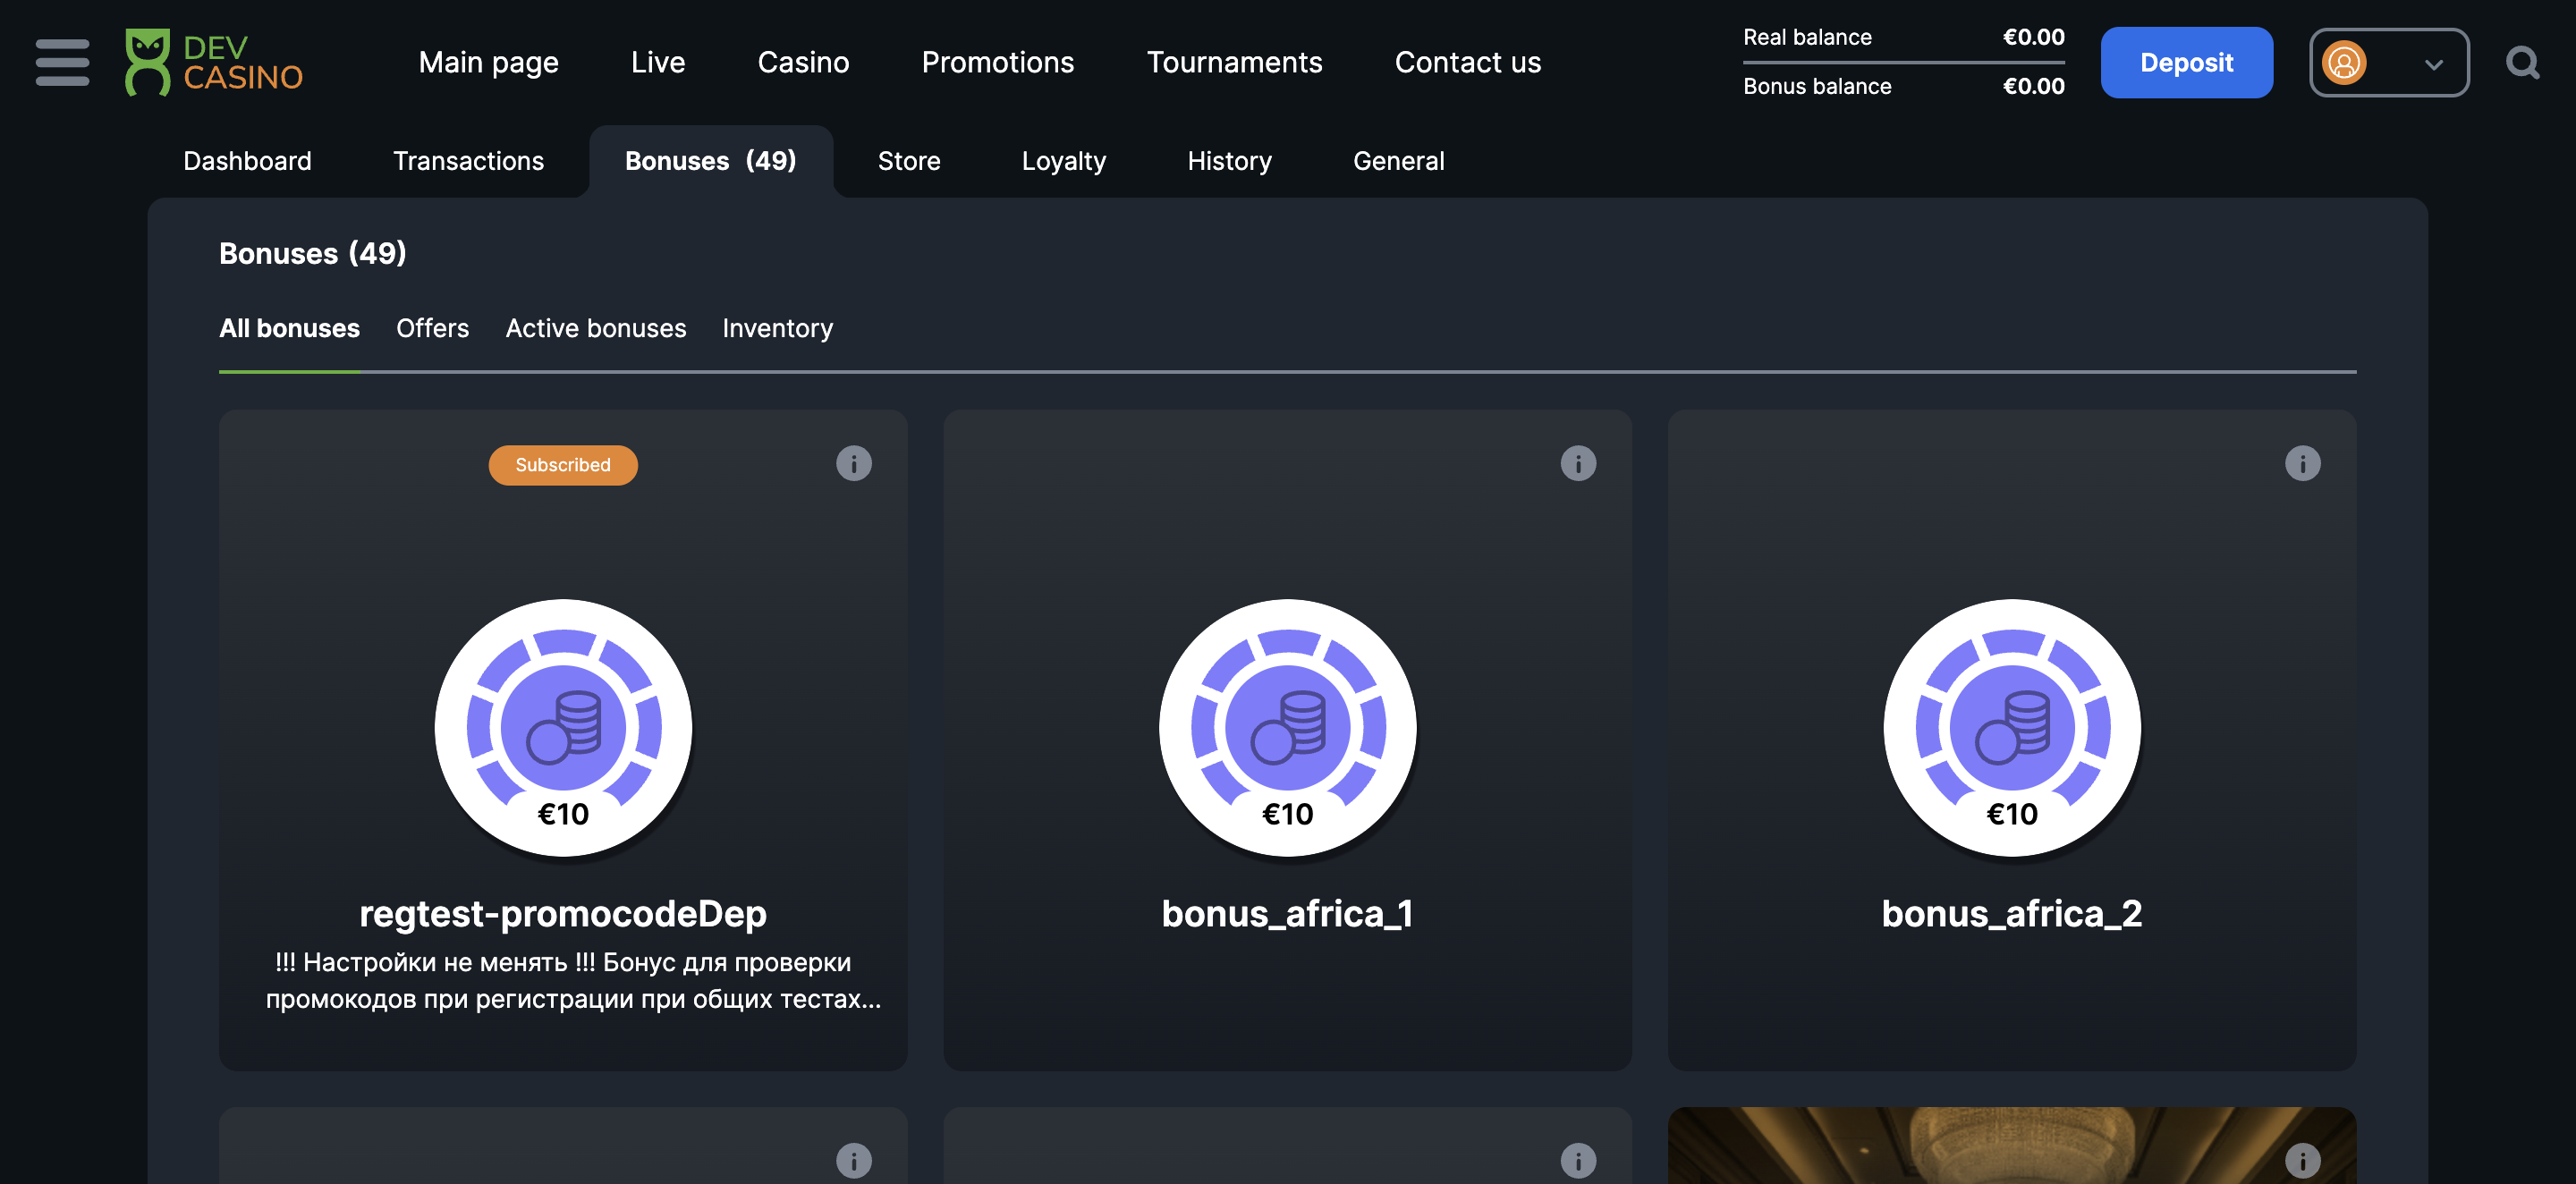 DEV
CASINO
Main page
Live
Casino
Promotions
Tournaments
Contact us
Real balance €0.00
Bonus balance €0.00
Deposit
Dashboard
Transactions
Bonuses (49)
Store
Loyalty
History
General
Bonuses (49)
All bonuses
Offers
Active bonuses
Inventory
Subscribed
€10
regtest-promocodeDep
!!! Настройки не менять !!! Бонус для проверки
промокодов при регистрации при общих тестах...
€10
bonus_africa_1
€10
bonus_africa_2